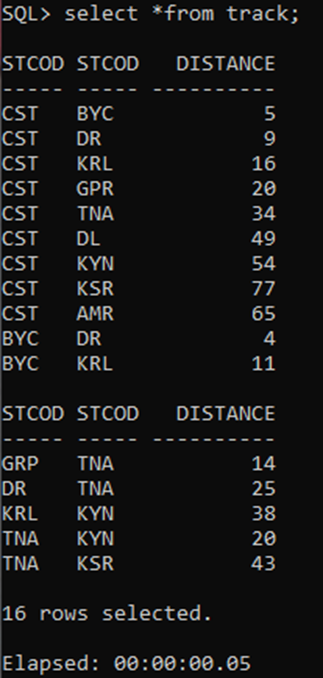 SQL> select *from track;
STCOD STCOD DISTANCE
----- ----- ----------
CST BYC 5
CST DR 9
CST KRL 16
CST GPR 20
CST TNA 34
CST DL 49
CST KYN 54
CST KSR 77
CST AMR 65
BYC DR 4
BYC KRL 11
STCOD STCOD DISTANCE
----- ----- ----------
GRP TNA 14
DR TNA 25
KRL KYN 38
TNA KYN 20
TNA KSR 43
16 rows selected.
Elapsed: 00:00:00.05